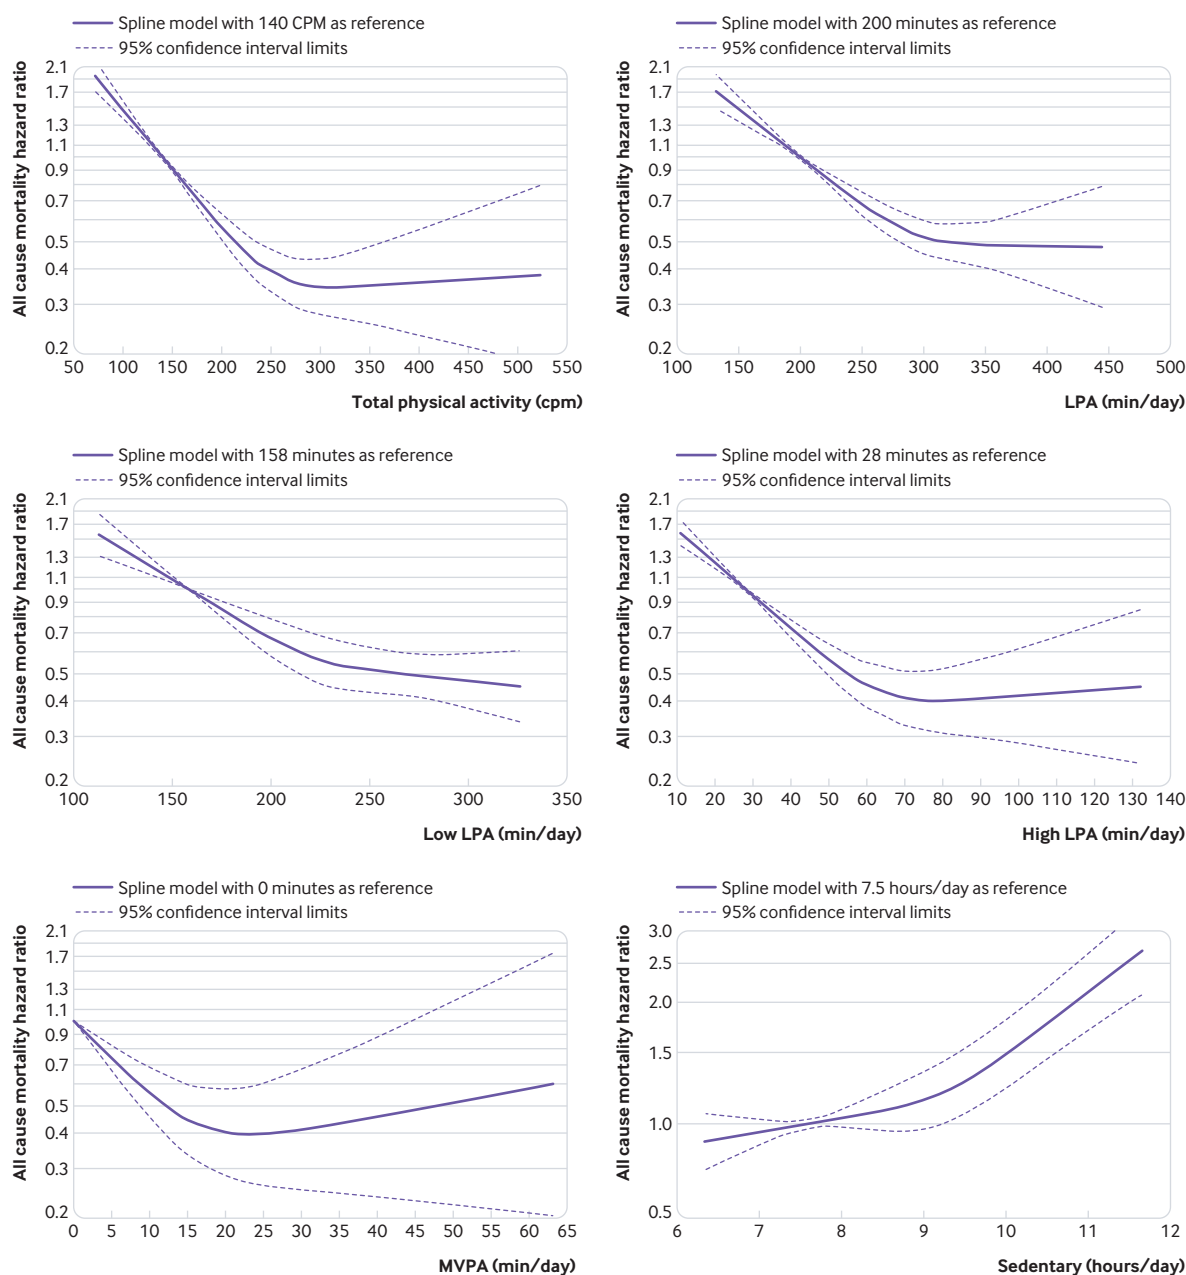 Spline model with 140 CPM as reference
95% confidence interval limits
All cause mortality hazard ratio
2.1
1.7
1.3
1.1
0.9
0.7
0.5
0.4
0.3
0.2
50 100 150 200 250 300 350 400 450 500 550
Total physical activity (cpm)
Spline model with 200 minutes as reference
95% confidence interval limits
All cause mortality hazard ratio
2.1
1.7
1.3
1.1
0.9
0.7
0.5
0.4
0.3
0.2
100 150 200 250 300 350 400 450 500
LPA (min/day)
Spline model with 158 minutes as reference
95% confidence interval limits
All cause mortality hazard ratio
2.1
1.7
1.3
1.1
0.9
0.7
0.5
0.4
0.3
0.2
100 150 200 250 300 350
Low LPA (min/day)
Spline model with 28 minutes as reference
95% confidence interval limits
All cause mortality hazard ratio
2.1
1.7
1.3
1.1
0.9
0.7
0.5
0.4
0.3
0.2
10 20 30 40 50 60 70 80 90 100 110 120 130 140
High LPA (min/day)
Spline model with 0 minutes as reference
95% confidence interval limits
All cause mortality hazard ratio
2.1
1.7
1.3
1.1
0.9
0.7
0.5
0.4
0.3
0.2
0 5 10 15 20 25 30 35 40 45 50 55 60 65
MVPA (min/day)
Spline model with 7.5 hours/day as reference
95% confidence interval limits
All cause mortality hazard ratio
3.0
2.5
2.0
1.5
1.0
0.5
6 7 8 9 10 11 12
Sedentary (hours/day)